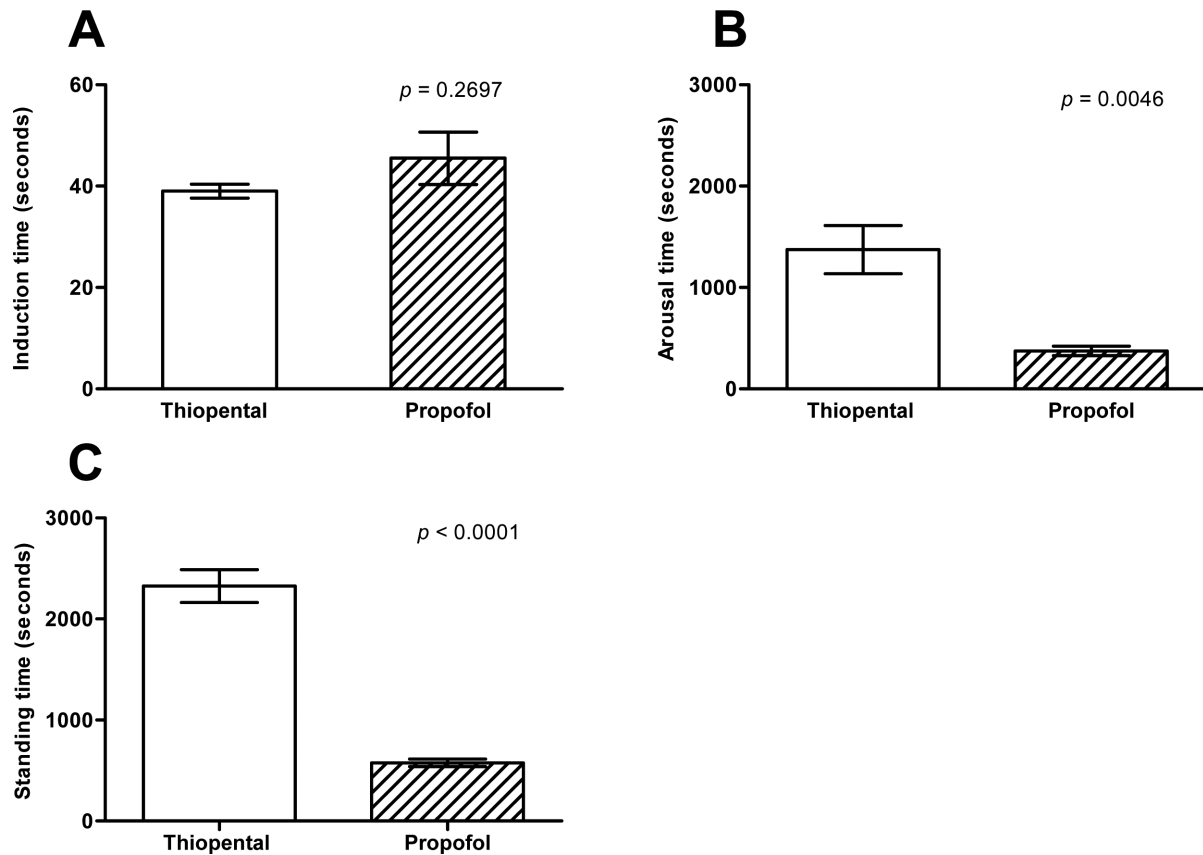 A
Induction time (seconds)
60
40
20
0
p = 0.2697
Thiopental
Propofol
B
Arousal time (seconds)
3000
2000
1000
0
p = 0.0046
Thiopental
Propofol
C
Standing time (seconds)
3000
2000
1000
0
p < 0.0001
Thiopental
Propofol